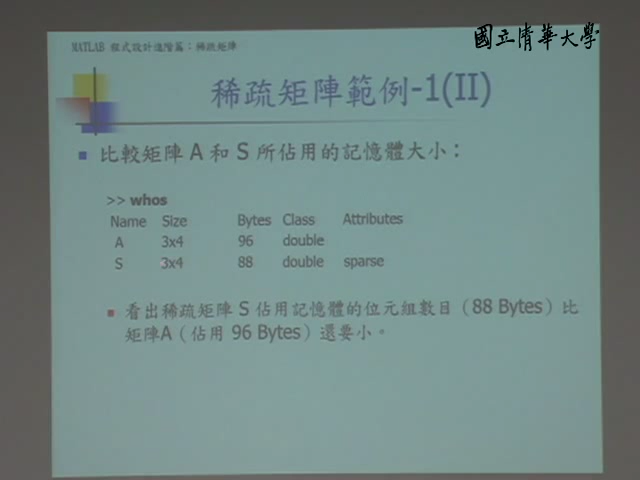 MATLAB 程式設計進階篇：稀疏矩陣
國立清華大學
稀疏矩陣範例-1(II)
比較矩陣 A 和 S 所佔用的記憶體大小：
>> whos
Name Size Bytes Class Attributes
A 3x4 96 double
S 3x4 88 double sparse
看出稀疏矩陣 S 佔用記憶體的位元組數目（88 Bytes）比
矩陣A（佔用 96 Bytes）還要小。